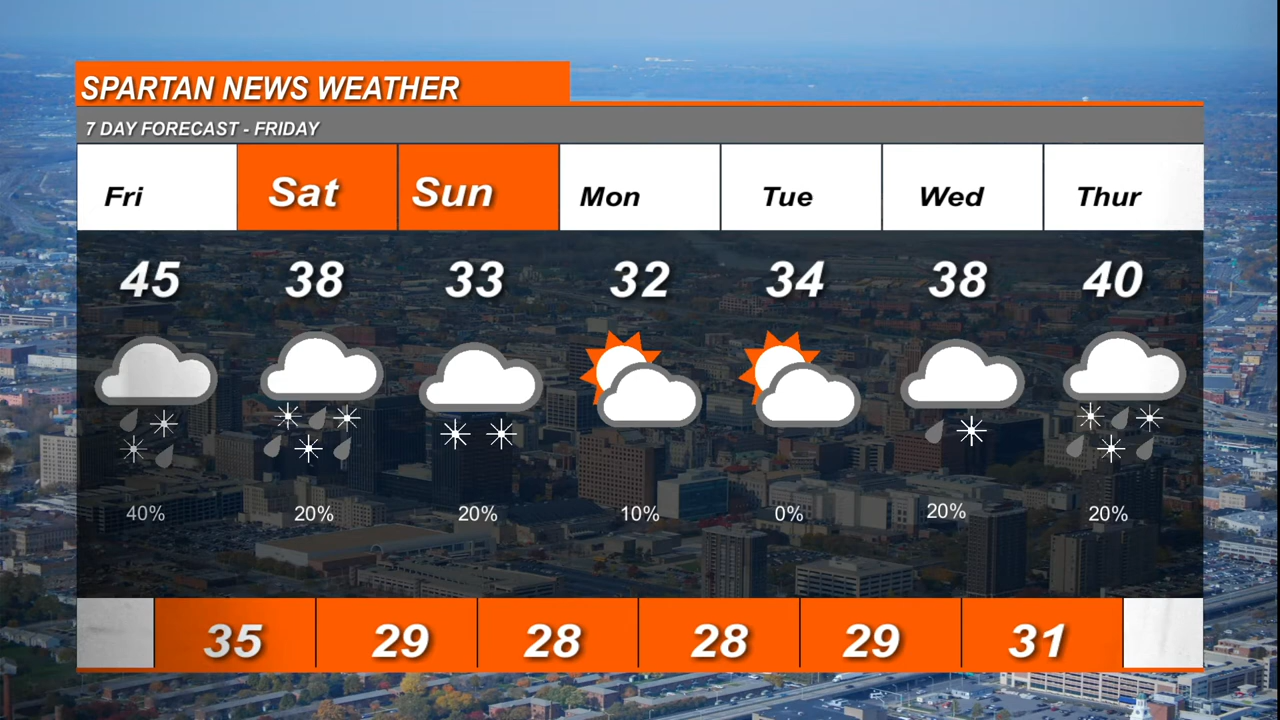 SPARTAN NEWS WEATHER
7 DAY FORECAST - FRIDAY
Fri Sat Sun Mon Tue Wed Thur
45 38 33 32 34 38 40
40% 20% 20% 10% 0% 20% 20%
35 29 28 28 29 31